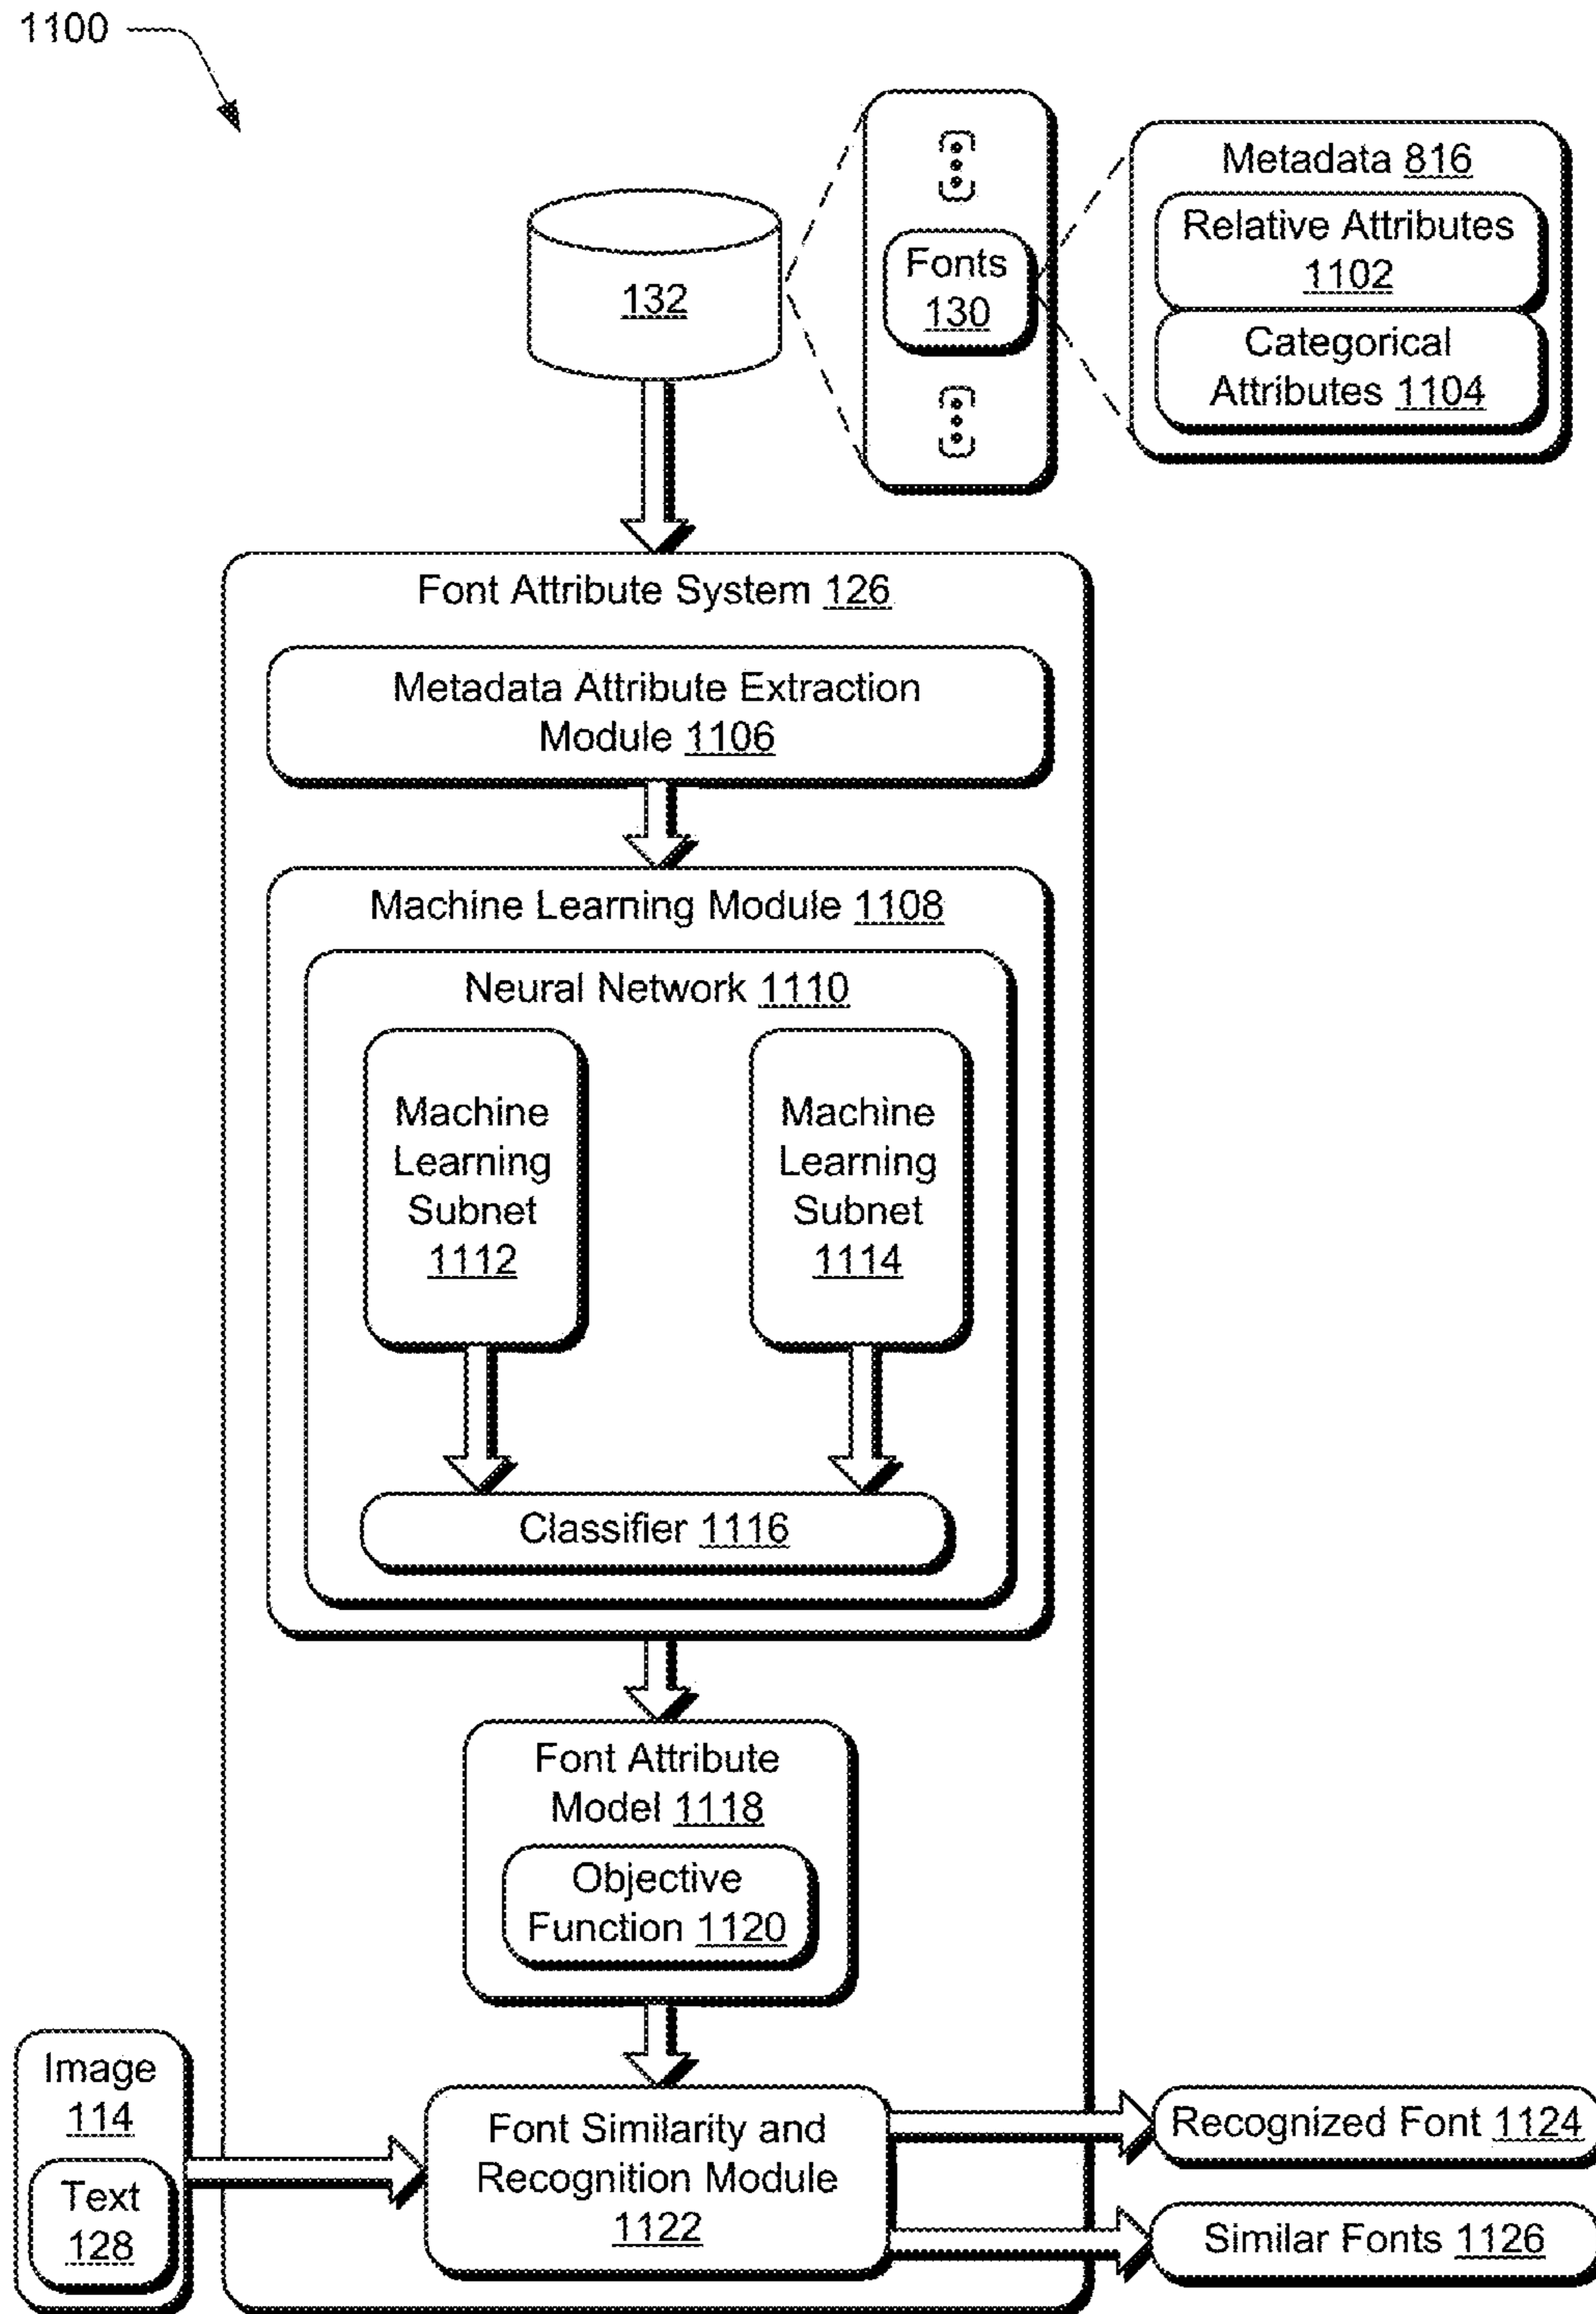 1100
132
Fonts
130
Metadata 816
Relative Attributes
1102
Categorical
Attributes 1104
Font Attribute System 126
Metadata Attribute Extraction
Module 1106
Machine Learning Module 1108
Neural Network 1110
Machine
Learning
Subnet
1112
Machine
Learning
Subnet
1114
Classifier 1116
Font Attribute
Model 1118
Objective
Function 1120
Image
114
Text
128
Font Similarity and
Recognition Module
1122
Recognized Font 1124
Similar Fonts 1126